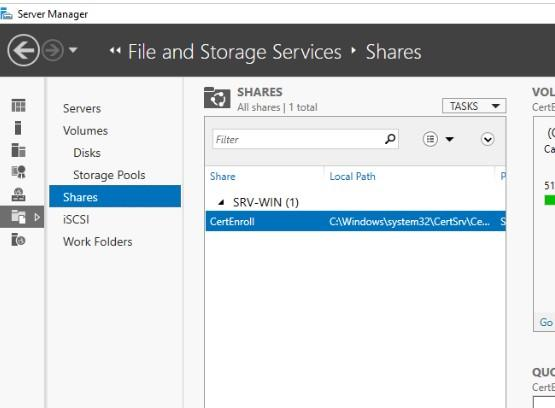 Server Manager
File and Storage Services Shares
Servers
Volumes
Disks
Storage Pools
Shares
iSCSI
Work Folders
SHARES
All shares | 1 total
TASKS
Filter
Share Local Path P
SRV-WIN (1)
CertEnroll C:\Windows\system32\CertSrv\Ce... S
VOL
CertE
(C
Ca
51
Go
QUO
CertE